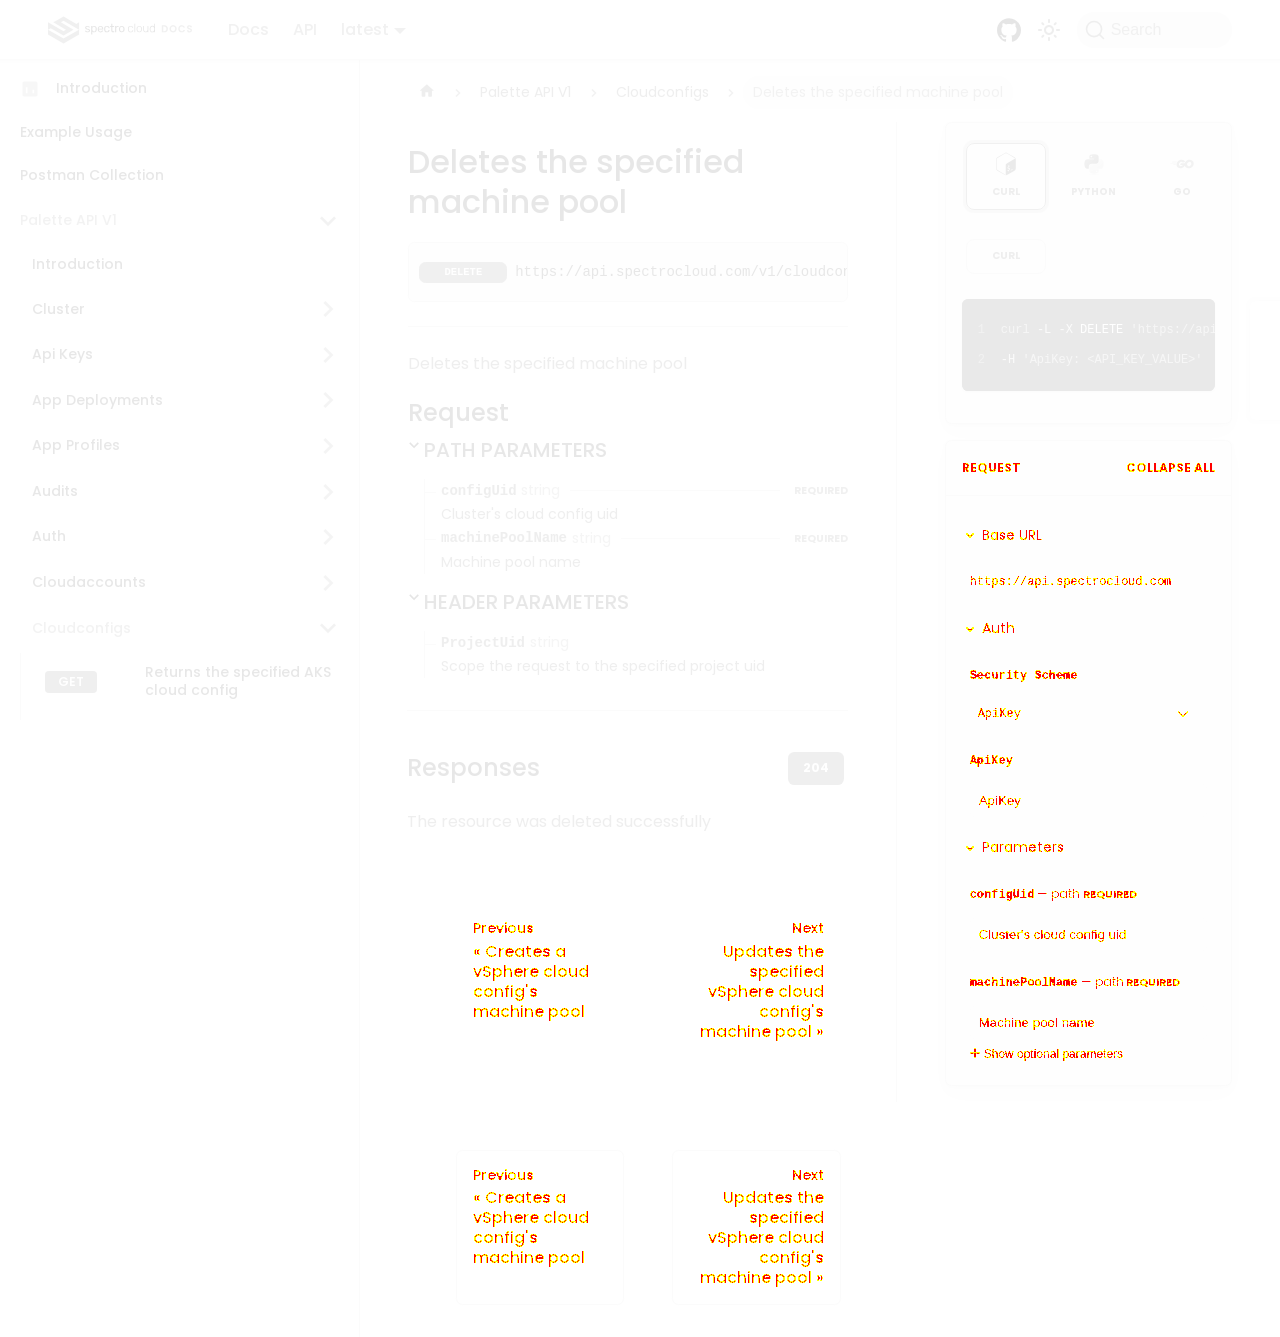 spectro cloud DOCS
Docs API latest
Search
Introduction
Example Usage
Postman Collection
Palette API V1
Introduction
Cluster
Api Keys
App Deployments
App Profiles
Audits
Auth
Cloudaccounts
Cloudconfigs
GET Returns the specified AKS
cloud config
Palette API V1 Cloudconfigs Deletes the specified machine pool
Deletes the specified
machine pool
DELETE https://api.spectrocloud.com/v1/cloudcon
Deletes the specified machine pool
Request
PATH PARAMETERS
configUid string REQUIRED
Cluster's cloud config uid
machinePoolName string REQUIRED
Machine pool name
HEADER PARAMETERS
ProjectUid string
Scope the request to the specified project uid
Responses 204
The resource was deleted successfully
Previous
« Creates a
vSphere cloud
config's
machine pool
Next
Updates the
specified
vSphere cloud
config's
machine pool »
Previous
« Creates a
vSphere cloud
config's
machine pool
Next
Updates the
specified
vSphere cloud
config's
machine pool »
CURL PYTHON GO
CURL
1 curl -L -X DELETE 'https://api
2 -H 'ApiKey: <API_KEY_VALUE>'
REQUEST COLLAPSE ALL
Base URL
https://api.spectrocloud.com
Auth
Security Scheme
ApiKey
ApiKey
ApiKey
Parameters
configUid — path REQUIRED
Cluster's cloud config uid
machinePoolName — path REQUIRED
Machine pool name
Show optional parameters